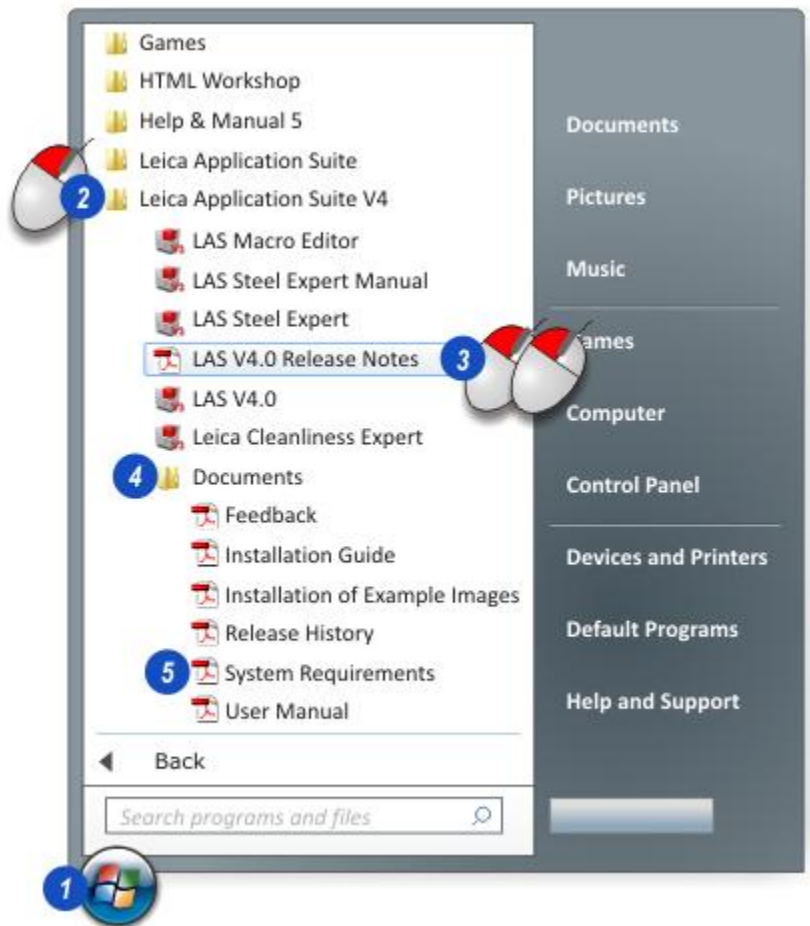 Games
HTML Workshop
Help & Manual 5
Leica Application Suite
2
Leica Application Suite V4
LAS Macro Editor
LAS Steel Expert Manual
LAS Steel Expert
LAS V4.0 Release Notes
3
LAS V4.0
Leica Cleanliness Expert
4
Documents
Feedback
Installation Guide
Installation of Example Images
Release History
5
System Requirements
User Manual
Back
Search programs and files
1
Documents
Pictures
Music
ames
Computer
Control Panel
Devices and Printers
Default Programs
Help and Support